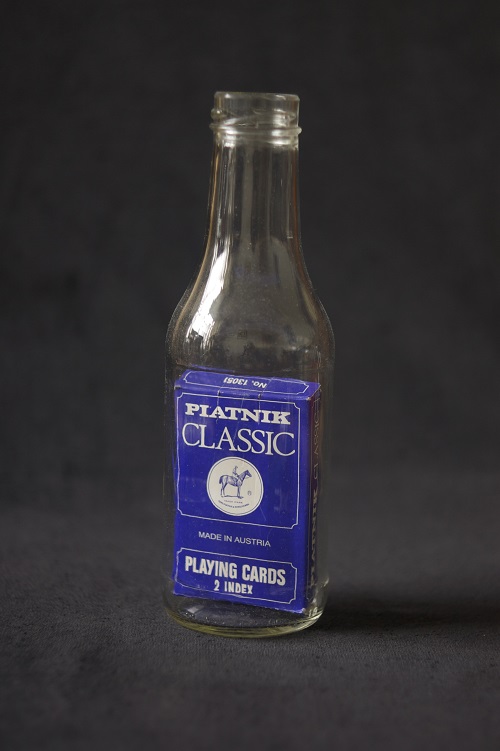 No. 13051
PIATNIK
CLASSIC
MADE IN AUSTRIA
PLAYING CARDS
2 INDEX